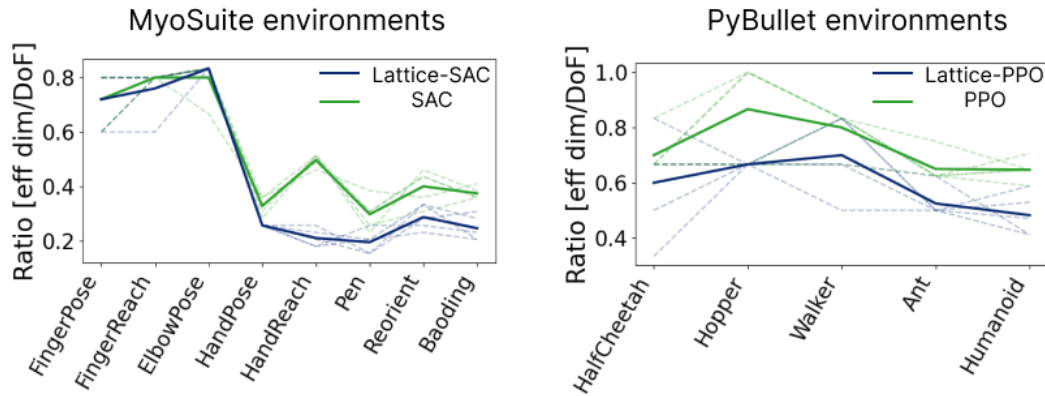 MyoSuite environments
Ratio [eff dim/DoF]
0.8
0.6
0.4
0.2
Lattice-SAC
SAC
FingerPose
FingerReach
ElbowPose
HandPose
HandReach
Pen
Reorient
Baoding
PyBullet environments
Ratio [eff dim/DoF]
1.0
0.8
0.6
0.4
Lattice-PPO
PPO
HalfCheetah
Hopper
Walker
Ant
Humanoid